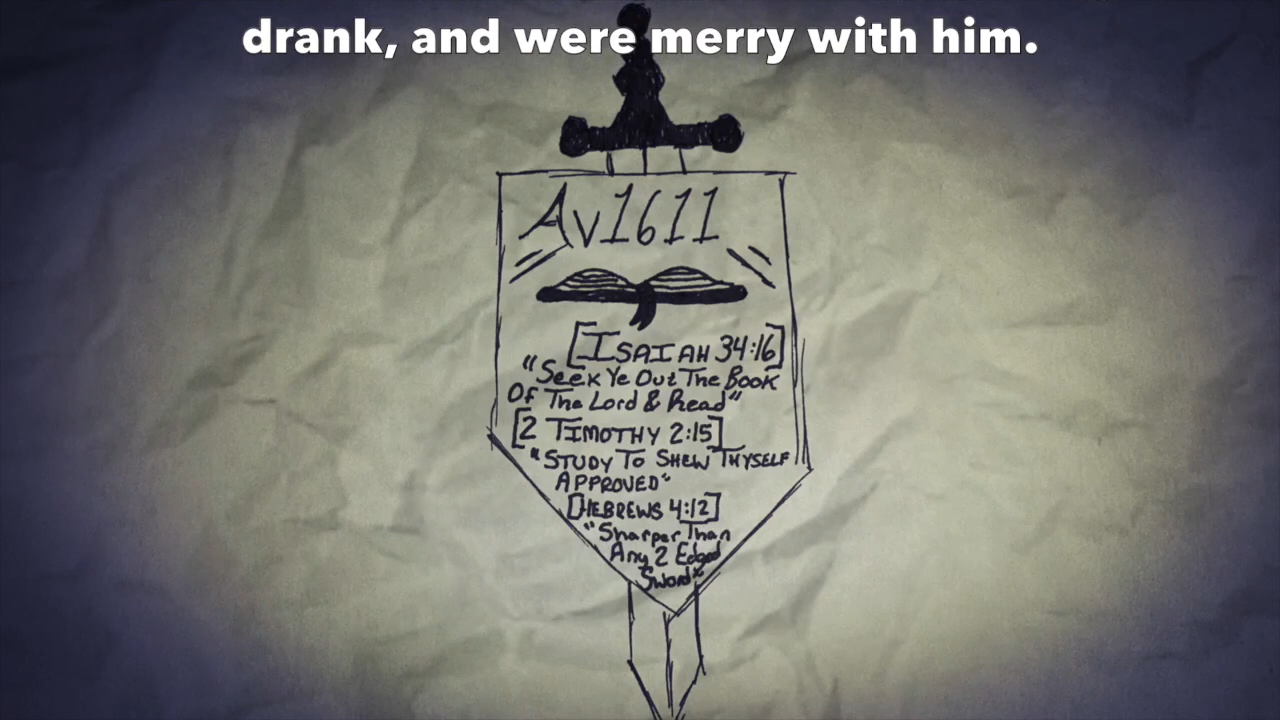 drank, and were merry with him.
Av1611
[ISAIAH 34:16]
"Seek Ye Out The Book
Of The Lord & Read"
[2 TIMOTHY 2:15]
"STUDY TO SHEW THYSELF
APPROVED"
[HEBREWS 4:12]
"Sharper Than
Any 2 Edged
Sword"